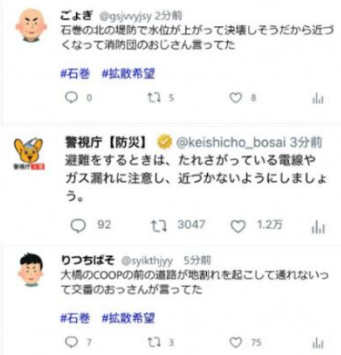 ごょぎ @gsjvvyjsy 2分前
石巻の北の堤防で水位が上がって決壊しそうだから近づ
くなって消防団のおじさん言ってた
#石巻 #拡散希望
0 5 8
警視庁【防災】 @keishicho_bosai 3分前
避難をするときは、たれさがっている電線や
ガス漏れに注意し、近づかないようにしましょ
う。
92 3047 1.2万
りつちばそ @syikthjyy 5分前
大橋のCOOPの前の道路が地割れを起こして通れないっ
て交番のおっさんが言ってた
#石巻 #拡散希望
7 3 75